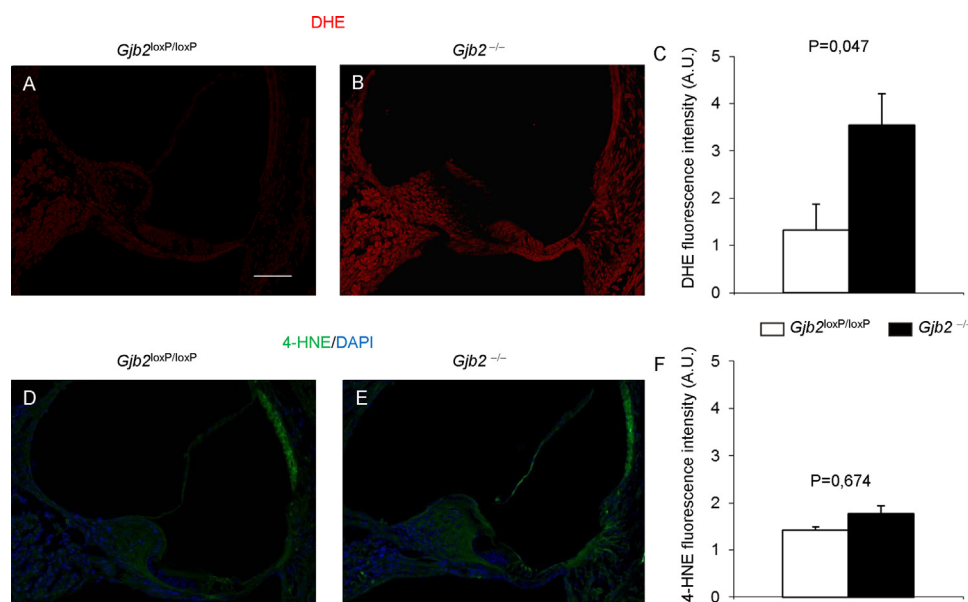 DHE
Gjb2loxP/loxP
Gjb2 –/–
A
B
C
P=0,047
DHE fluorescence intensity (A.U.)
5
4
3
2
1
0
Gjb2loxP/loxP
Gjb2 –/–
4-HNE/DAPI
Gjb2loxP/loxP
Gjb2 –/–
D
E
F
P=0,674
4-HNE fluorescence intensity (A.U.)
5
4
3
2
1
0